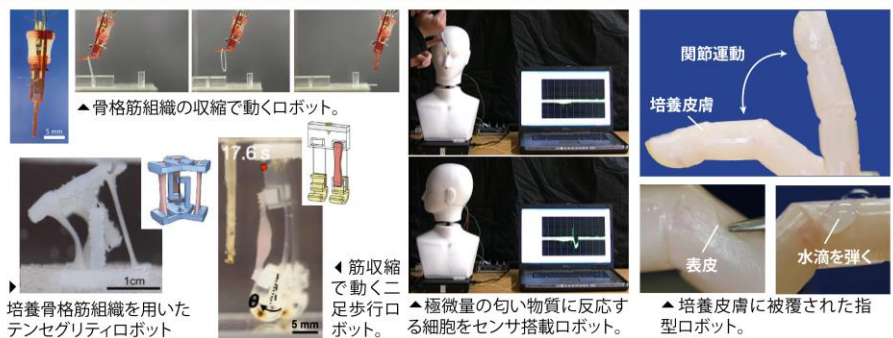 5 mm
▲骨格筋組織の収縮で動くロボット。
1cm
▶
培養骨格筋組織を用いた
テンセグリティロボット
17.6 s
θ
5 mm
◀筋収縮
で動く二
足歩行ロ
ボット。
▲極微量の匂い物質に反応す
る細胞をセンサ搭載ロボット。
関節運動
培養皮膚
表皮
水滴を弾く
▲培養皮膚に被覆された指
型ロボット。